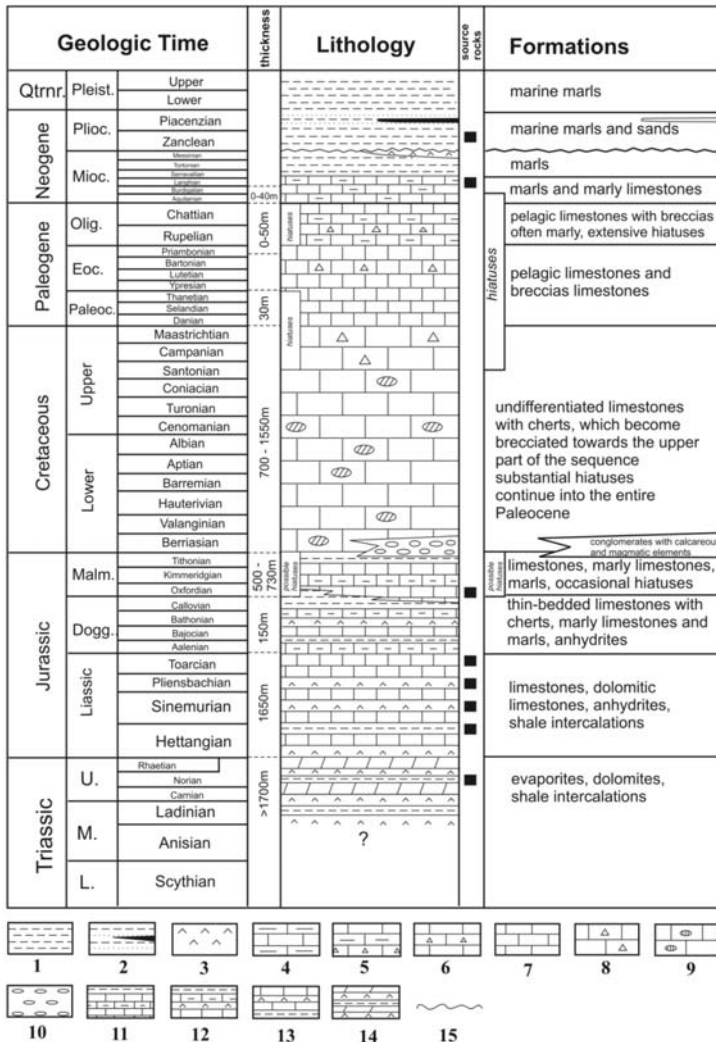 Geologic Time
thickness
Lithology
source
rocks
Formations
Qtrnr.
Pleist.
Upper
Lower
marine marls
Neogene
Plioc.
Piacenzian
Zanclean
marine marls and sands
Mioc.
Messinian
Tortonian
Serravallian
Langhian
Burdigalian
Aquitanian
marls
0-40m
marls and marly limestones
Paleogene
Olig.
Chattian
Rupelian
0-50m
hiatuses
pelagic limestones with breccias
often marly, extensive hiatuses
hiatuses
Eoc.
Priambonian
Bartonian
Lutetian
Ypresian
pelagic limestones and
breccias limestones
Paleoc.
Thanetian
Selandian
Danian
30m
hiatuses
Cretaceous
Upper
Maastrichtian
Campanian
Santonian
Coniacian
Turonian
Cenomanian
700 - 1550m
Lower
Albian
Aptian
Barremian
Hauterivian
Valanginian
Berriasian
undifferentiated limestones
with cherts, which become
brecciated towards the upper
part of the sequence
substantial hiatuses
continue into the entire
Paleocene
conglomerates with calcareous
and magmatic elements
Jurassic
Malm.
Tithonian
Kimmeridgian
Oxfordian
500 -
730m
possible
hiatuses
possible
hiatuses
limestones, marly limestones,
marls, occasional hiatuses
Dogg.
Callovian
Bathonian
Bajocian
Aalenian
150m
thin-bedded limestones with
cherts, marly limestones and
marls, anhydrites
Liassic
Toarcian
Pliensbachian
Sinemurian
Hettangian
1650m
limestones, dolomitic
limestones, anhydrites,
shale intercalations
Triassic
U.
Rhaetian
Norian
Carnian
>1700m
evaporites, dolomites,
shale intercalations
M.
Ladinian
Anisian
?
L.
Scythian
1 2 3 4 5 6 7 8 9
10 11 12 13 14 15